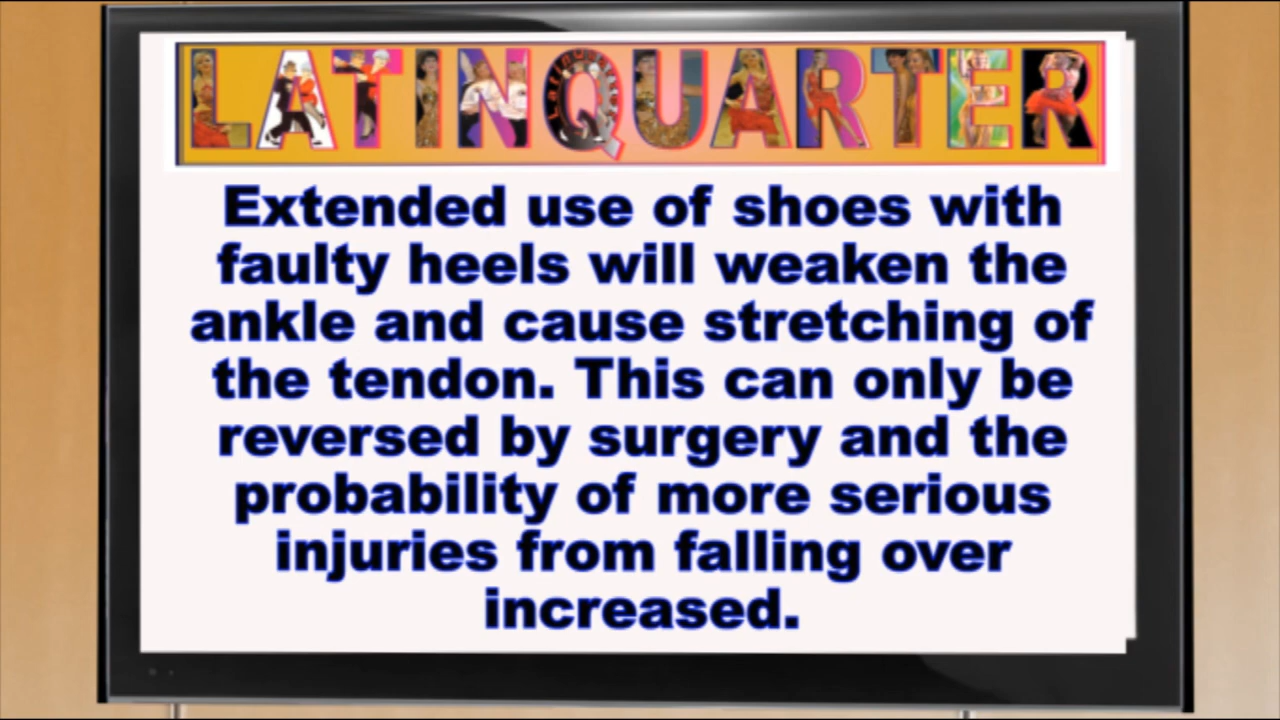 LATINQUARTER
Extended use of shoes with
faulty heels will weaken the
ankle and cause stretching of
the tendon. This can only be
reversed by surgery and the
probability of more serious
injuries from falling over
increased.